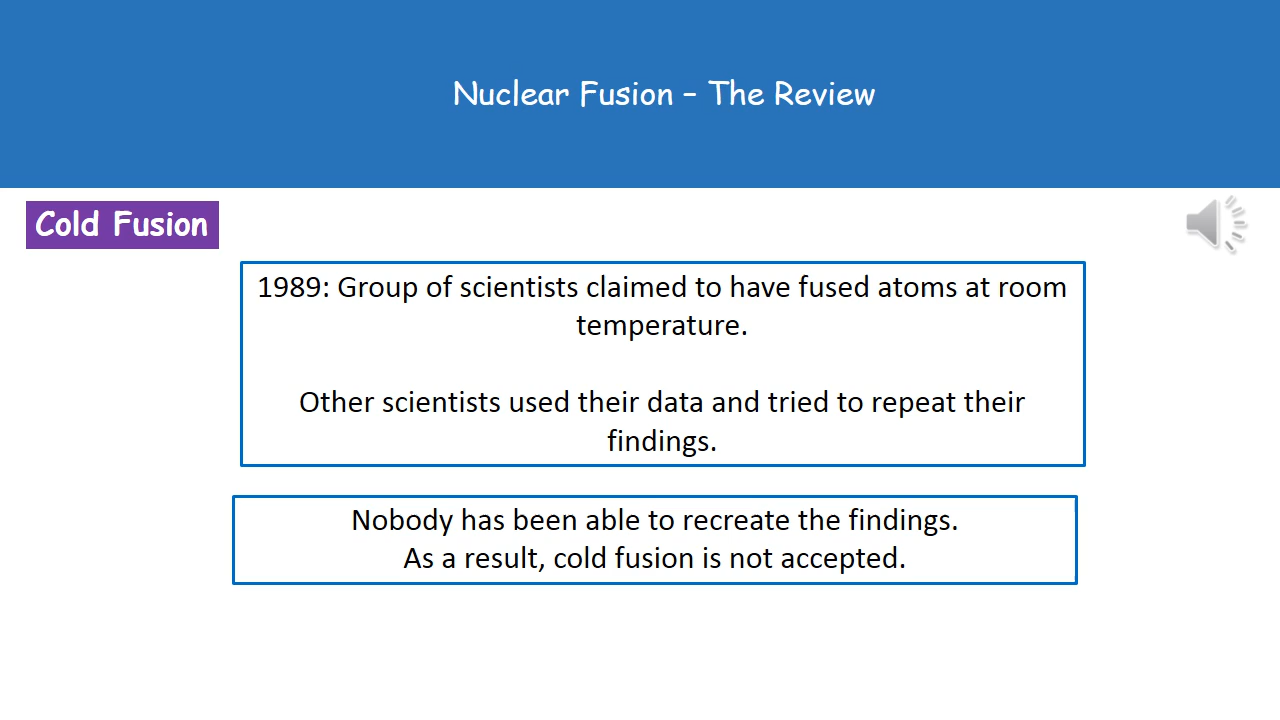 Nuclear Fusion – The Review
Cold Fusion
1989: Group of scientists claimed to have fused atoms at room
temperature.
Other scientists used their data and tried to repeat their
findings.
Nobody has been able to recreate the findings.
As a result, cold fusion is not accepted.